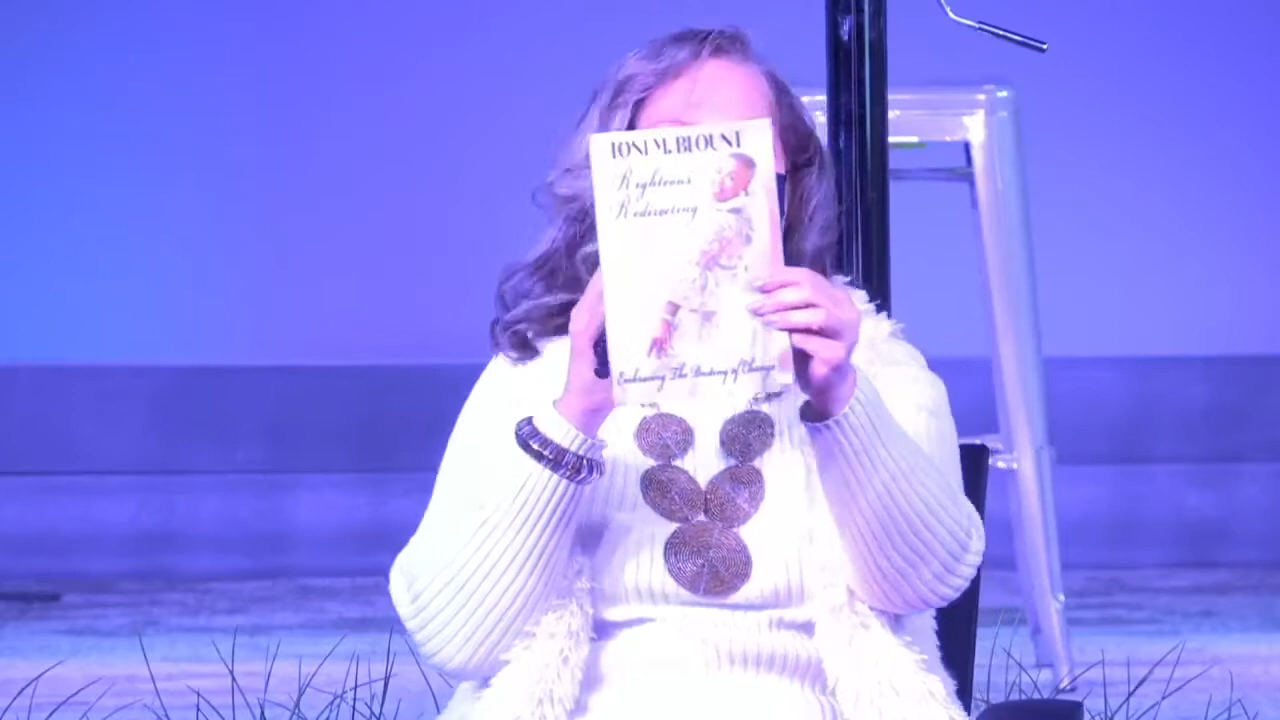 TONI M. BLOUNT
Righteous
Redirecting
Embracing The Destiny of Change